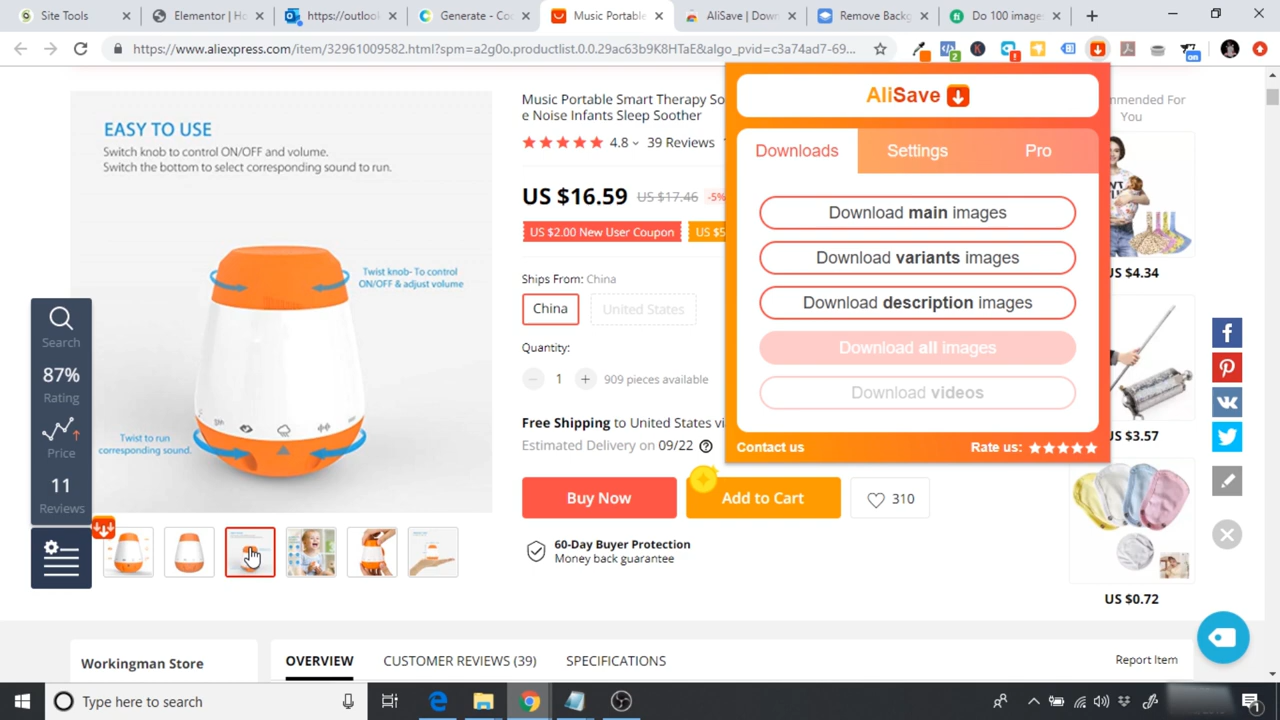 Site Tools
Elementor | Ho
https://outlook
Generate - Coo
Music Portable
AliSave | Down
Remove Backg
Do 100 images
https://www.aliexpress.com/item/32961009582.html?spm=a2g0o.productlist.0.0.29ac63b9K8HTaE&algo_pvid=c3a74ad7-69...
2
on
EASY TO USE
Switch knob to control ON/OFF and volume.
Switch the bottom to select corresponding sound to run.
Twist knob- To control
ON/OFF & adjust volume
Twist to run
corresponding sound.
Search
87%
Rating
Price
11
Reviews
Music Portable Smart Therapy So
e Noise Infants Sleep Soother
4.8
39 Reviews
US $16.59
US $17.46
-5%
US $2.00 New User Coupon
US $5
Ships From: China
China
United States
Quantity:
1
909 pieces available
Free Shipping to United States vi
Estimated Delivery on 09/22
Buy Now
Add to Cart
310
60-Day Buyer Protection
Money back guarantee
AliSave
Downloads
Settings
Pro
Download main images
Download variants images
Download description images
Download all images
Download videos
Contact us
Rate us:
mmended For
You
US $4.34
$3.57
US $0.72
Workingman Store
OVERVIEW
CUSTOMER REVIEWS (39)
SPECIFICATIONS
Report Item
Type here to search
1